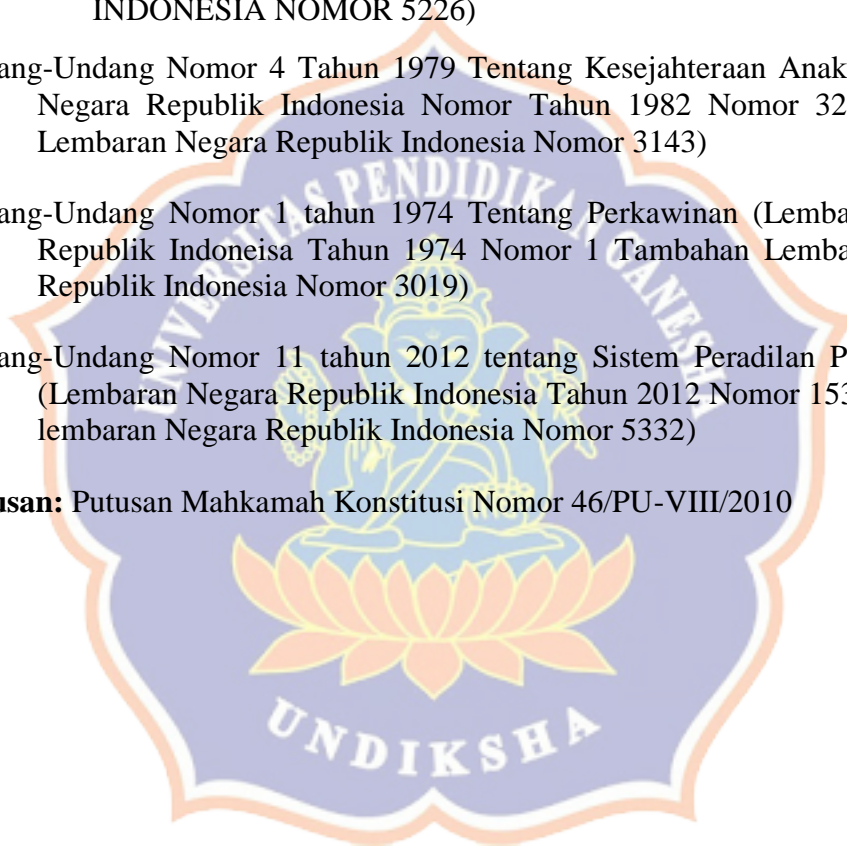 INDONESIA NOMOR 5226)
ang-Undang Nomor 4 Tahun 1979 Tentang Kesejahteraan Anak
Negara Republik Indonesia Nomor Tahun 1982 Nomor 32
Lembaran Negara Republik Indonesia Nomor 3143)
ang-Undang Nomor 1 tahun 1974 Tentang Perkawinan (Lemba
Republik Indoneisa Tahun 1974 Nomor 1 Tambahan Lemba
Republik Indonesia Nomor 3019)
ang-Undang Nomor 11 tahun 2012 tentang Sistem Peradilan P
(Lembaran Negara Republik Indonesia Tahun 2012 Nomor 153
lembaran Negara Republik Indonesia Nomor 5332)
usan: Putusan Mahkamah Konstitusi Nomor 46/PU-VIII/2010
UNIVERSITAS PENDIDIKAN GANESHA
UNDIKSHA